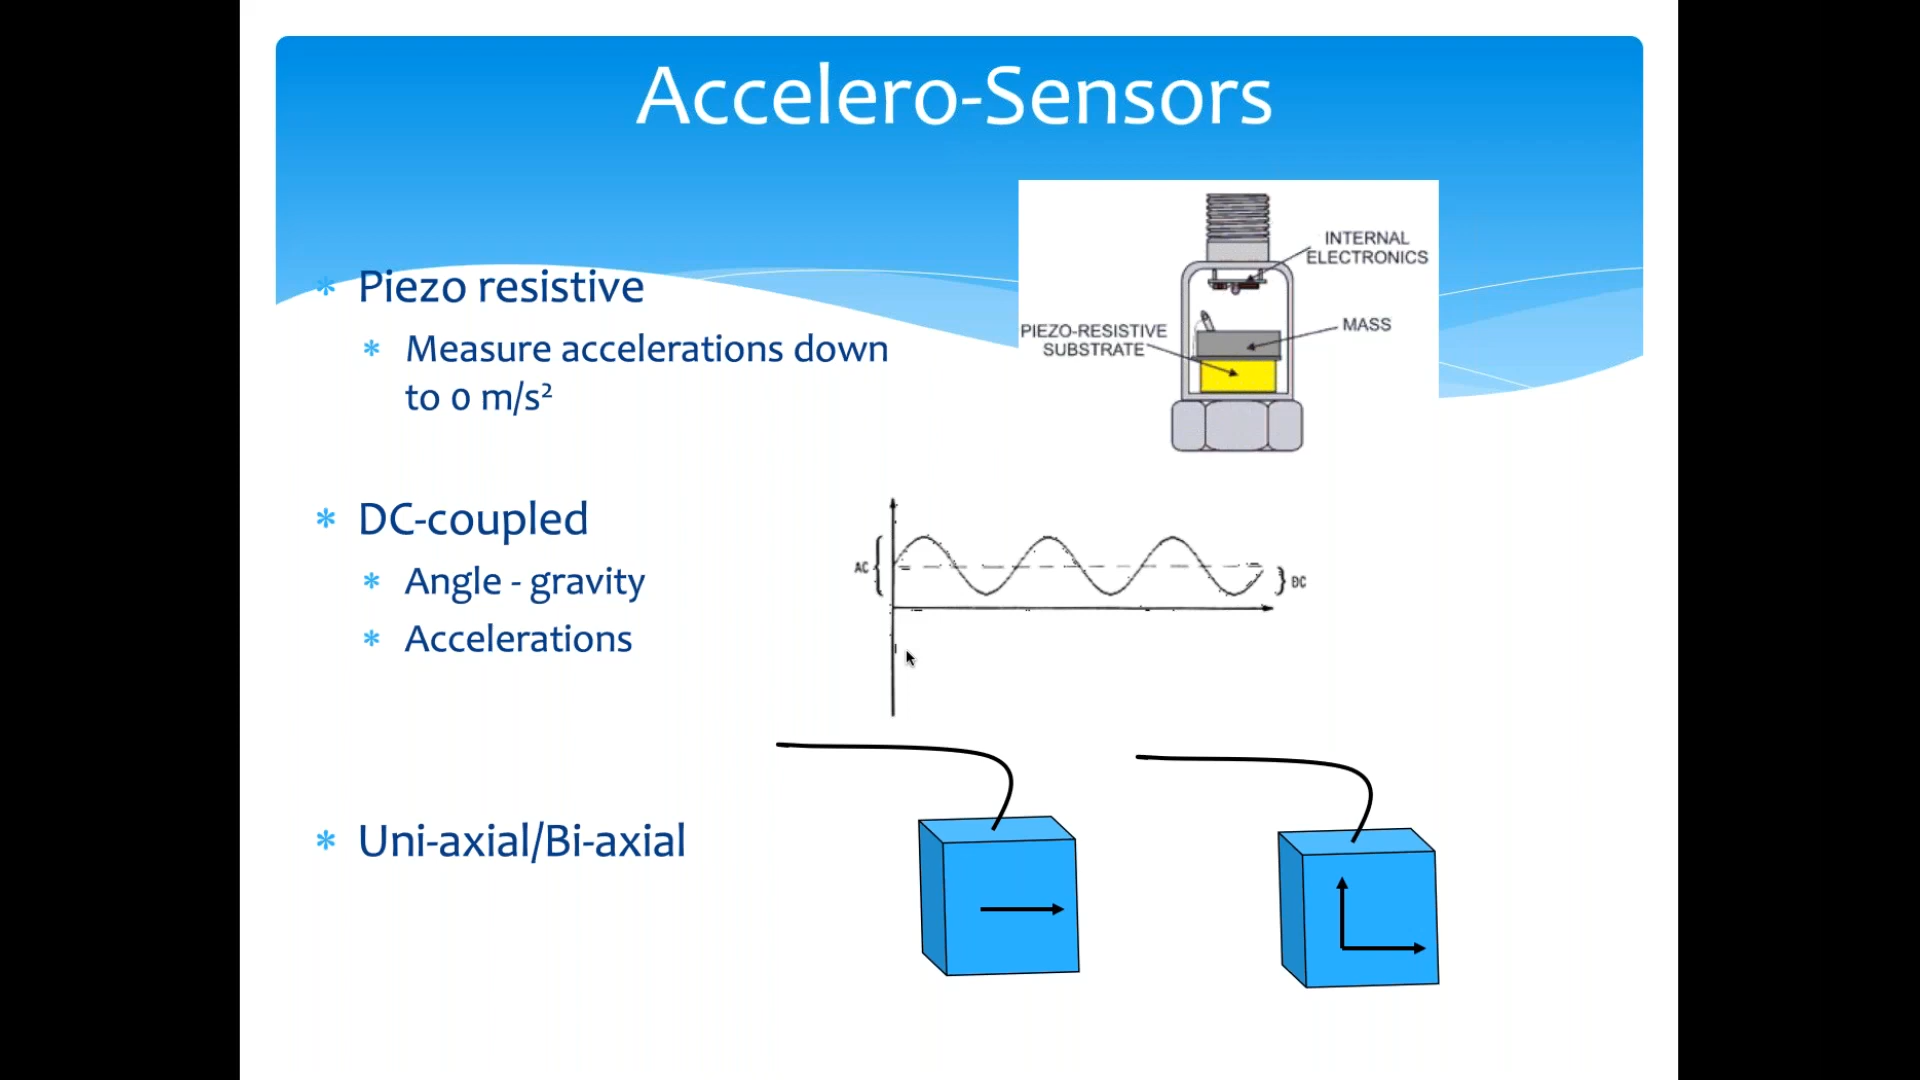 Accelero-Sensors
* Piezo resistive
* Measure accelerations down
to 0 m/s²
INTERNAL
ELECTRONICS
PIEZO-RESISTIVE
SUBSTRATE
MASS
* DC-coupled
* Angle - gravity
* Accelerations
AC
DC
* Uni-axial/Bi-axial